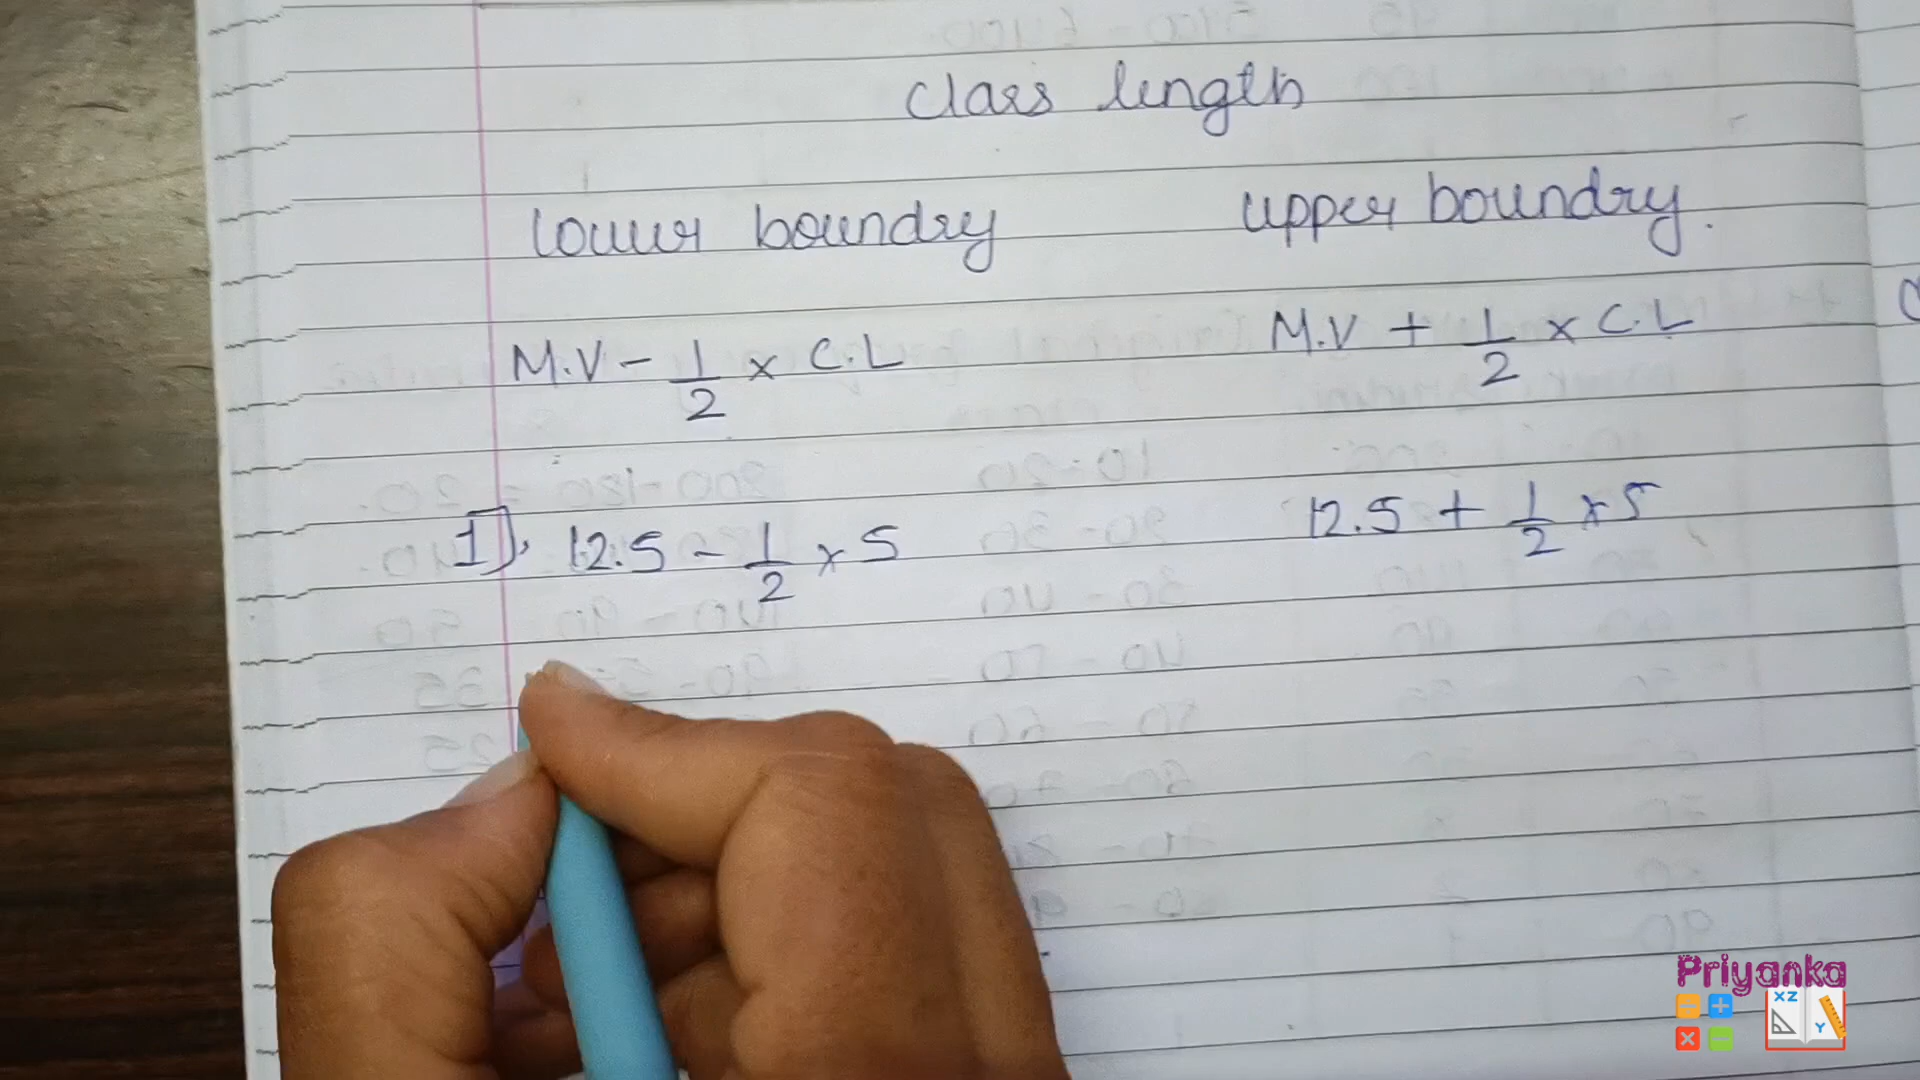 class length
lower boundry upper boundry.
M.V - 1/2 x C.L M.V + 1/2 x C.L
1). 12.5 - 1/2 x 5 12.5 + 1/2 x 5
Priyanka
XZ
Y